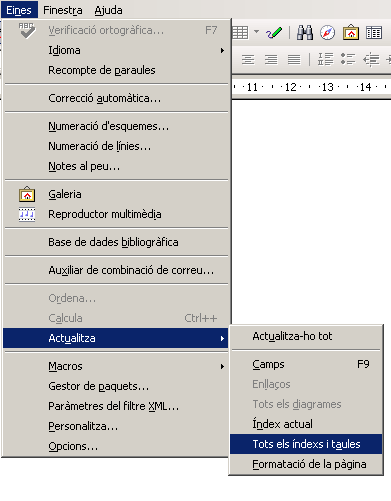 Eines Finestra Ajuda
ABC
Verificació ortogràfica... F7
Idioma
Recompte de paraules
·11· · ·12· · ·13· · ·14·
Correcció automàtica...
Numeració d'esquemes...
Numeració de línies...
Notes al peu...
Galeria
Reproductor multimèdia
Base de dades bibliogràfica
Auxiliar de combinació de correu...
Ordena...
Calcula Ctrl++
Actualitza
Actualitza-ho tot
Macros
Camps F9
Gestor de paquets...
Enllaços
Paràmetres del filtre XML...
Tots els diagrames
Personalitza...
Índex actual
Opcions...
Tots els índexs i taules
Formatació de la pàgina